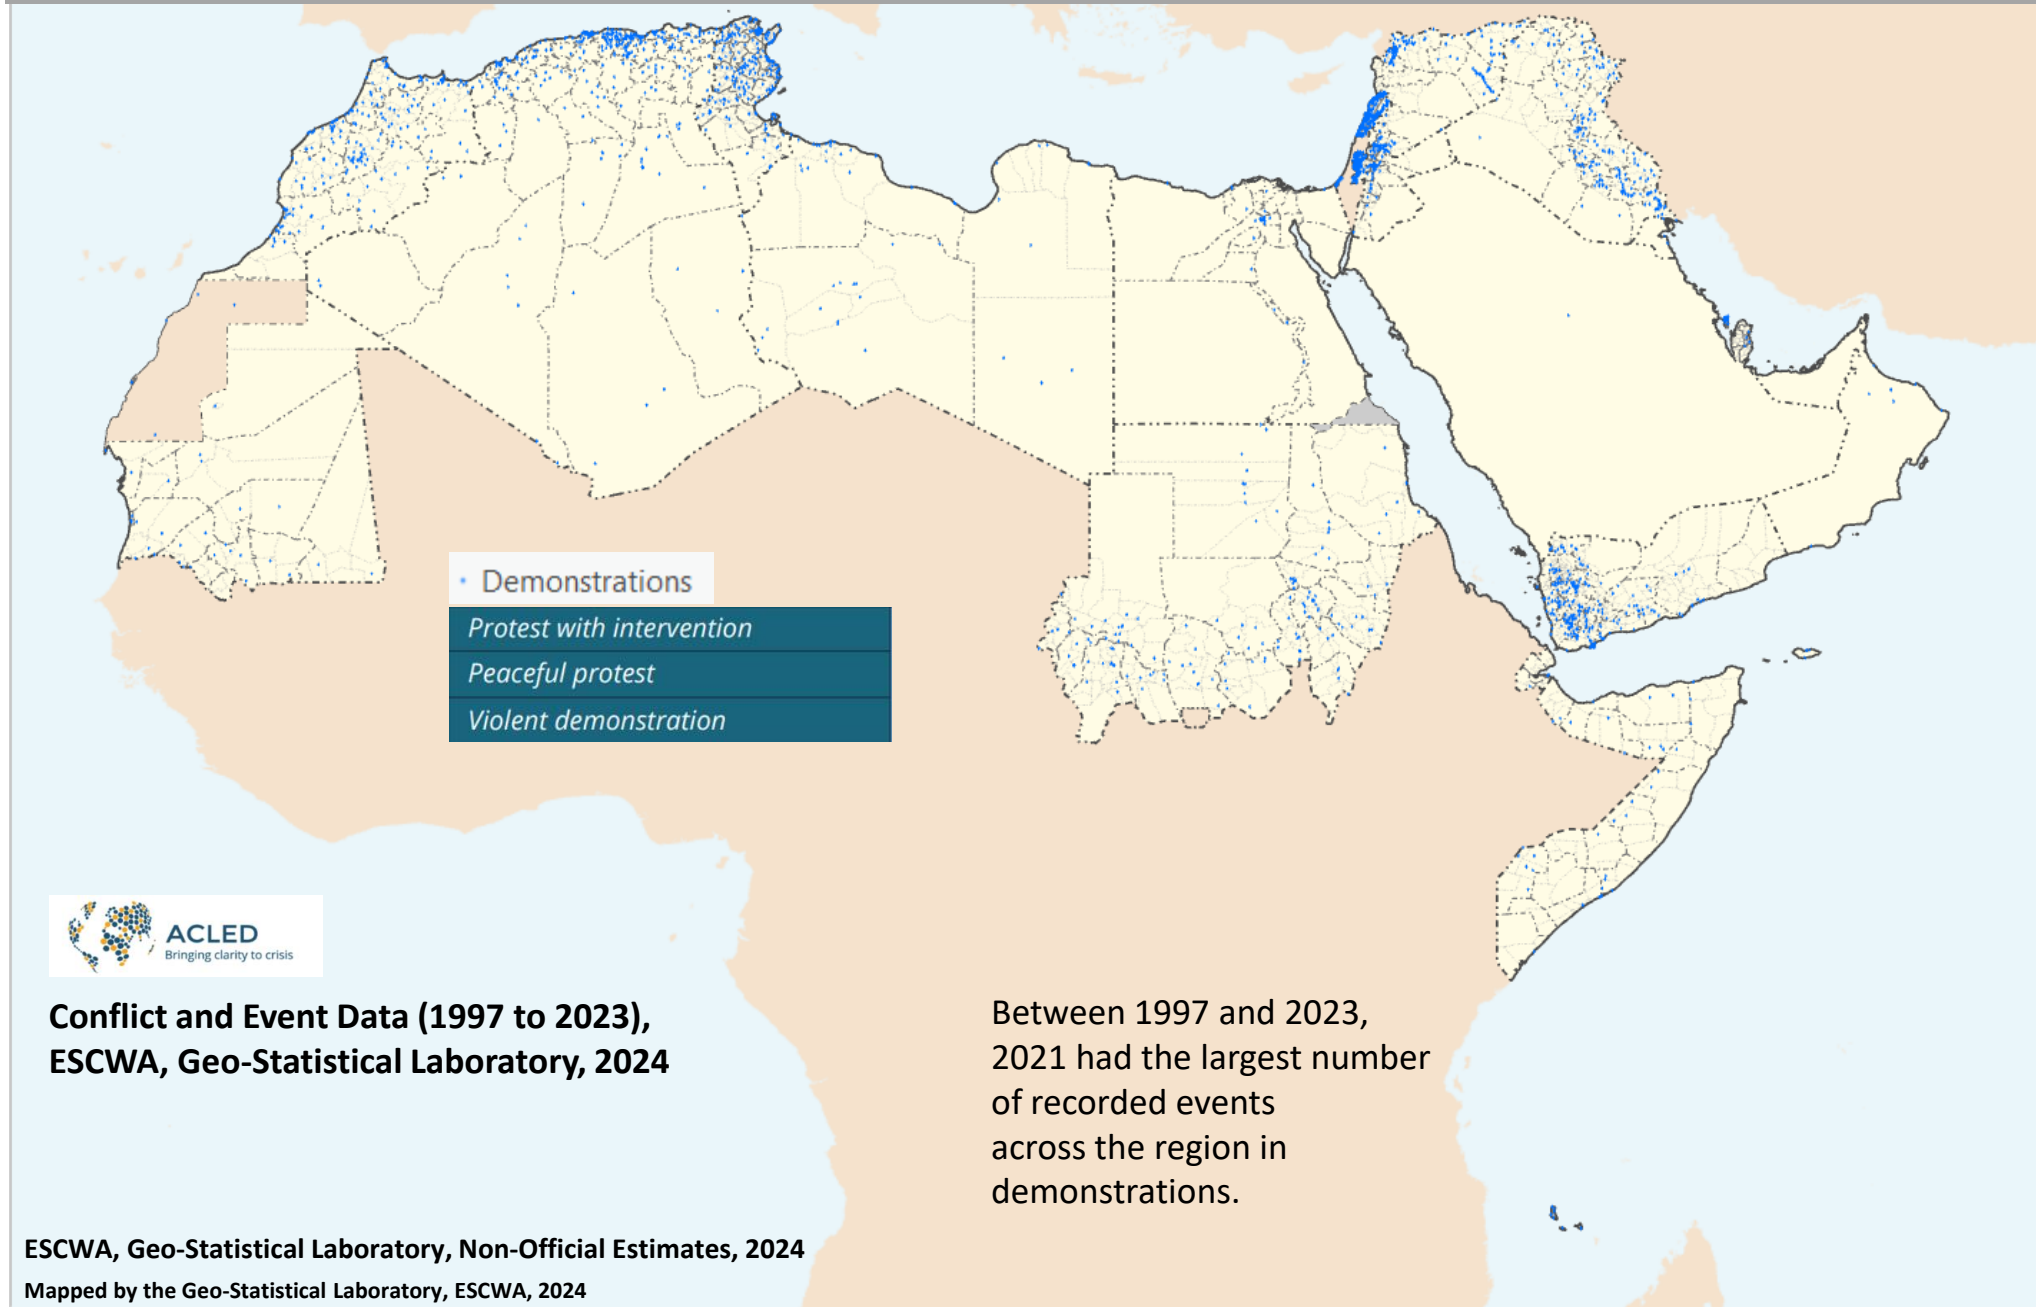 Demonstrations
Protest with intervention
Peaceful protest
Violent demonstration
ACLED
Bringing clarity to crisis
Conflict and Event Data (1997 to 2023),
ESCWA, Geo-Statistical Laboratory, 2024
Between 1997 and 2023,
2021 had the largest number
of recorded events
across the region in
demonstrations.
ESCWA, Geo-Statistical Laboratory, Non-Official Estimates, 2024
Mapped by the Geo-Statistical Laboratory, ESCWA, 2024